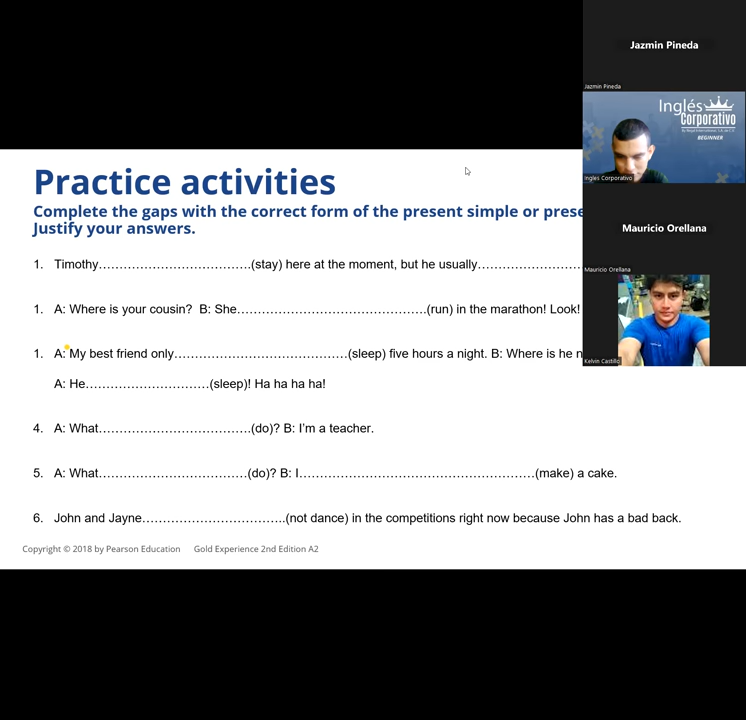 Jazmin Pineda
Jazmin Pineda
Inglés
Corporativo
BEGINNER
Ingles Corporativo
Mauricio Orellana
Mauricio Orellana
Kelvin Castillo
Practice activities
Complete the gaps with the correct form of the present simple or prese
Justify your answers.
1. Timothy……………………………….(stay) here at the moment, but he usually……………………
1. A: Where is your cousin?  B: She………………………………………..(run) in the marathon! Look!
1. A: My best friend only……………………………………(sleep) five hours a night. B: Where is he n
A: He…………………………(sleep)! Ha ha ha ha!
4. A: What……………………………….(do)? B: I’m a teacher.
5. A: What………………………………(do)? B: I…………………………………………………(make) a cake.
6. John and Jayne……………………………..(not dance) in the competitions right now because John has a bad back.
Copyright © 2018 by Pearson Education Gold Experience 2nd Edition A2